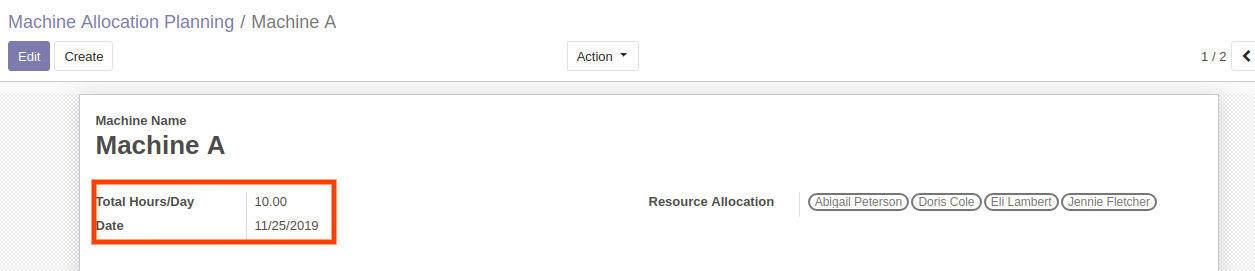 Machine Allocation Planning / Machine A
Edit Create Action 1 / 2
Machine Name
Machine A
Total Hours/Day 10.00 Resource Allocation Abigail Peterson Doris Cole Eli Lambert Jennie Fletcher
Date 11/25/2019